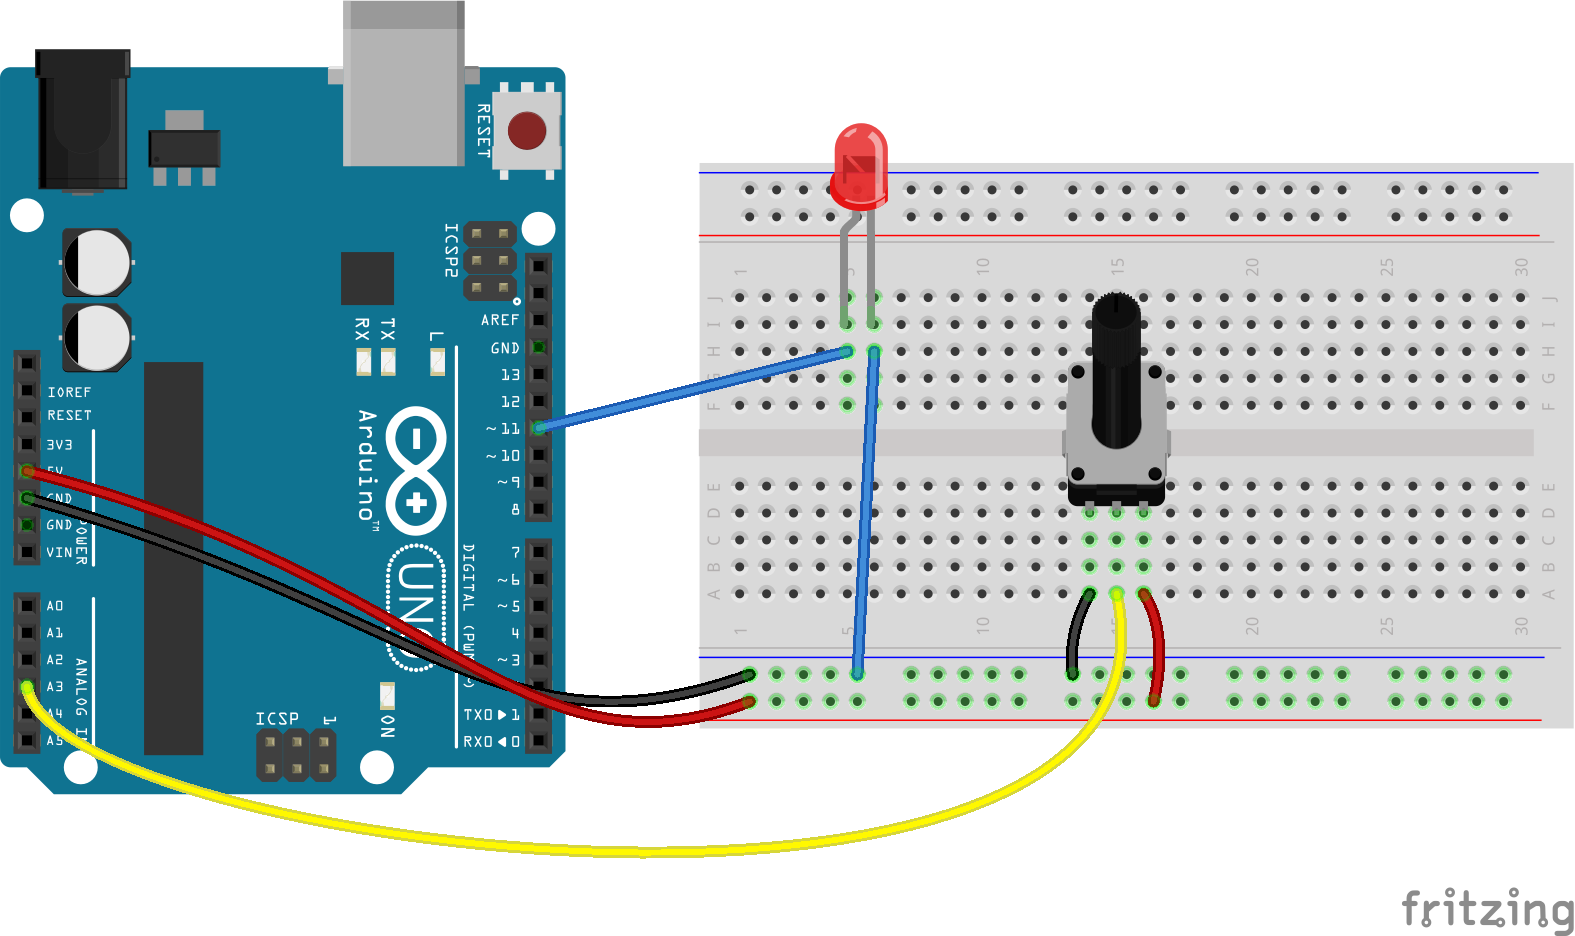 RESET
ICSP2
AREF
GND
13
12
~11
~10
~9
8
7
~6
~5
4
~3
TX0▶1
RX0◀0
DIGITAL (PWM
RX
TX
L
Arduino™
UNO
IOREF
RESET
3V3
5V
GND
GND
VIN
POWER
A0
A1
A2
A3
A4
A5
ANALOG IN
ICSP
1
ON
1 5 10 15 20 25 30
J J
I I
H H
G
F F
E E
D D
C C
B B
A A
1 5 10 15 20 25 30
fritzing